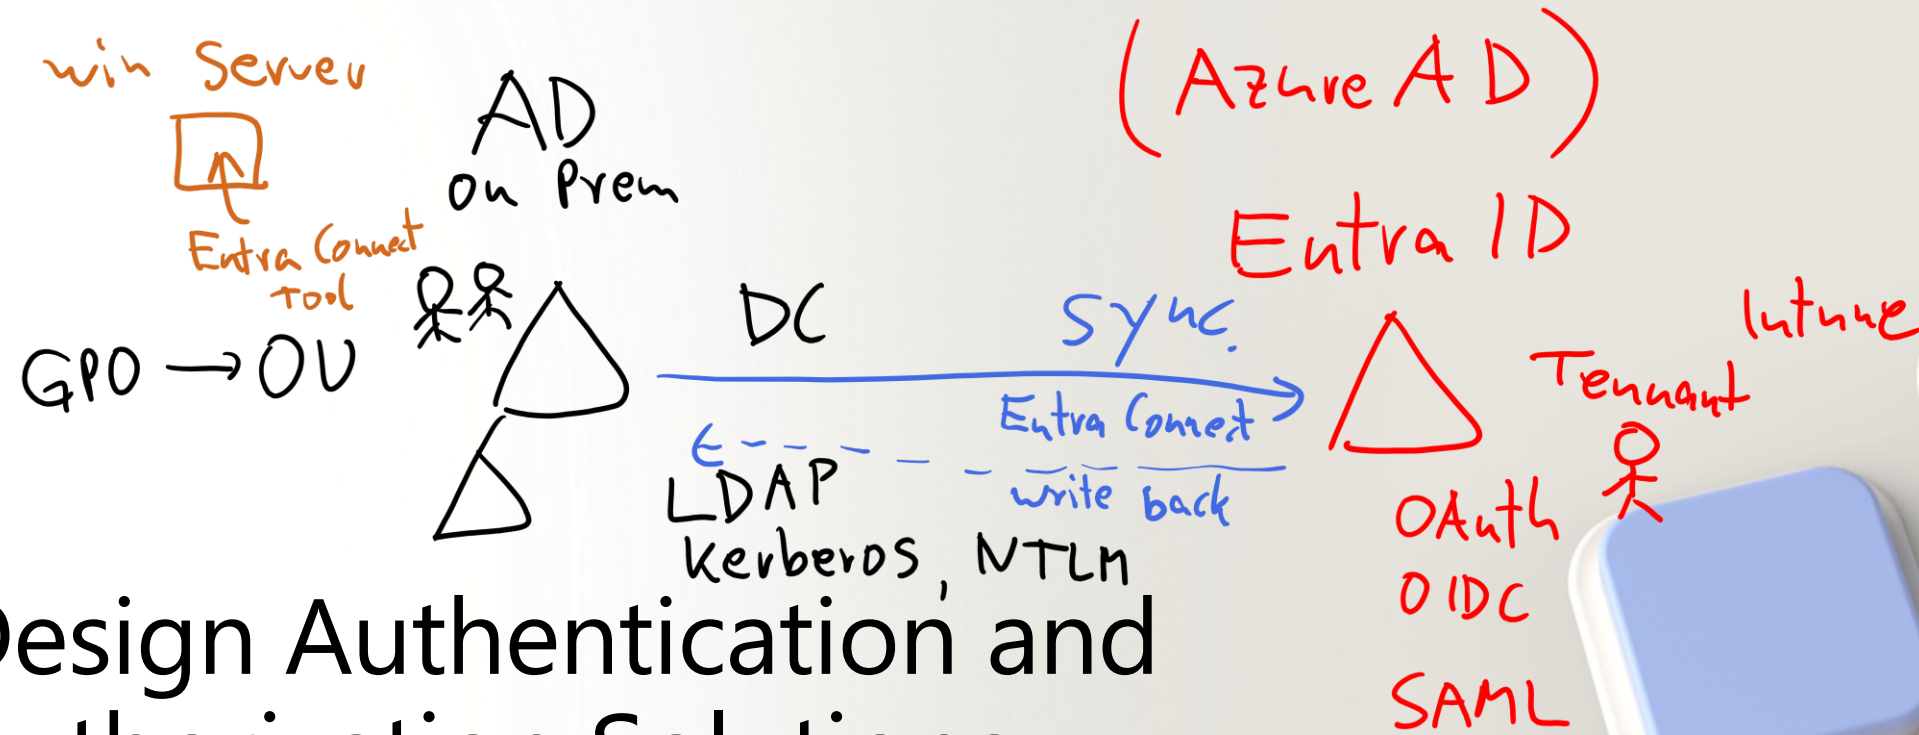 win Server
AD
on Prem
(Azure AD)
Entra ID
Entra Connect
Tool
GPO → OU
DC
Sync.
Intune
Tennant
Entra Connect
write back
LDAP
Kerberos, NTLM
OAuth
OIDC
SAML
Design Authentication and